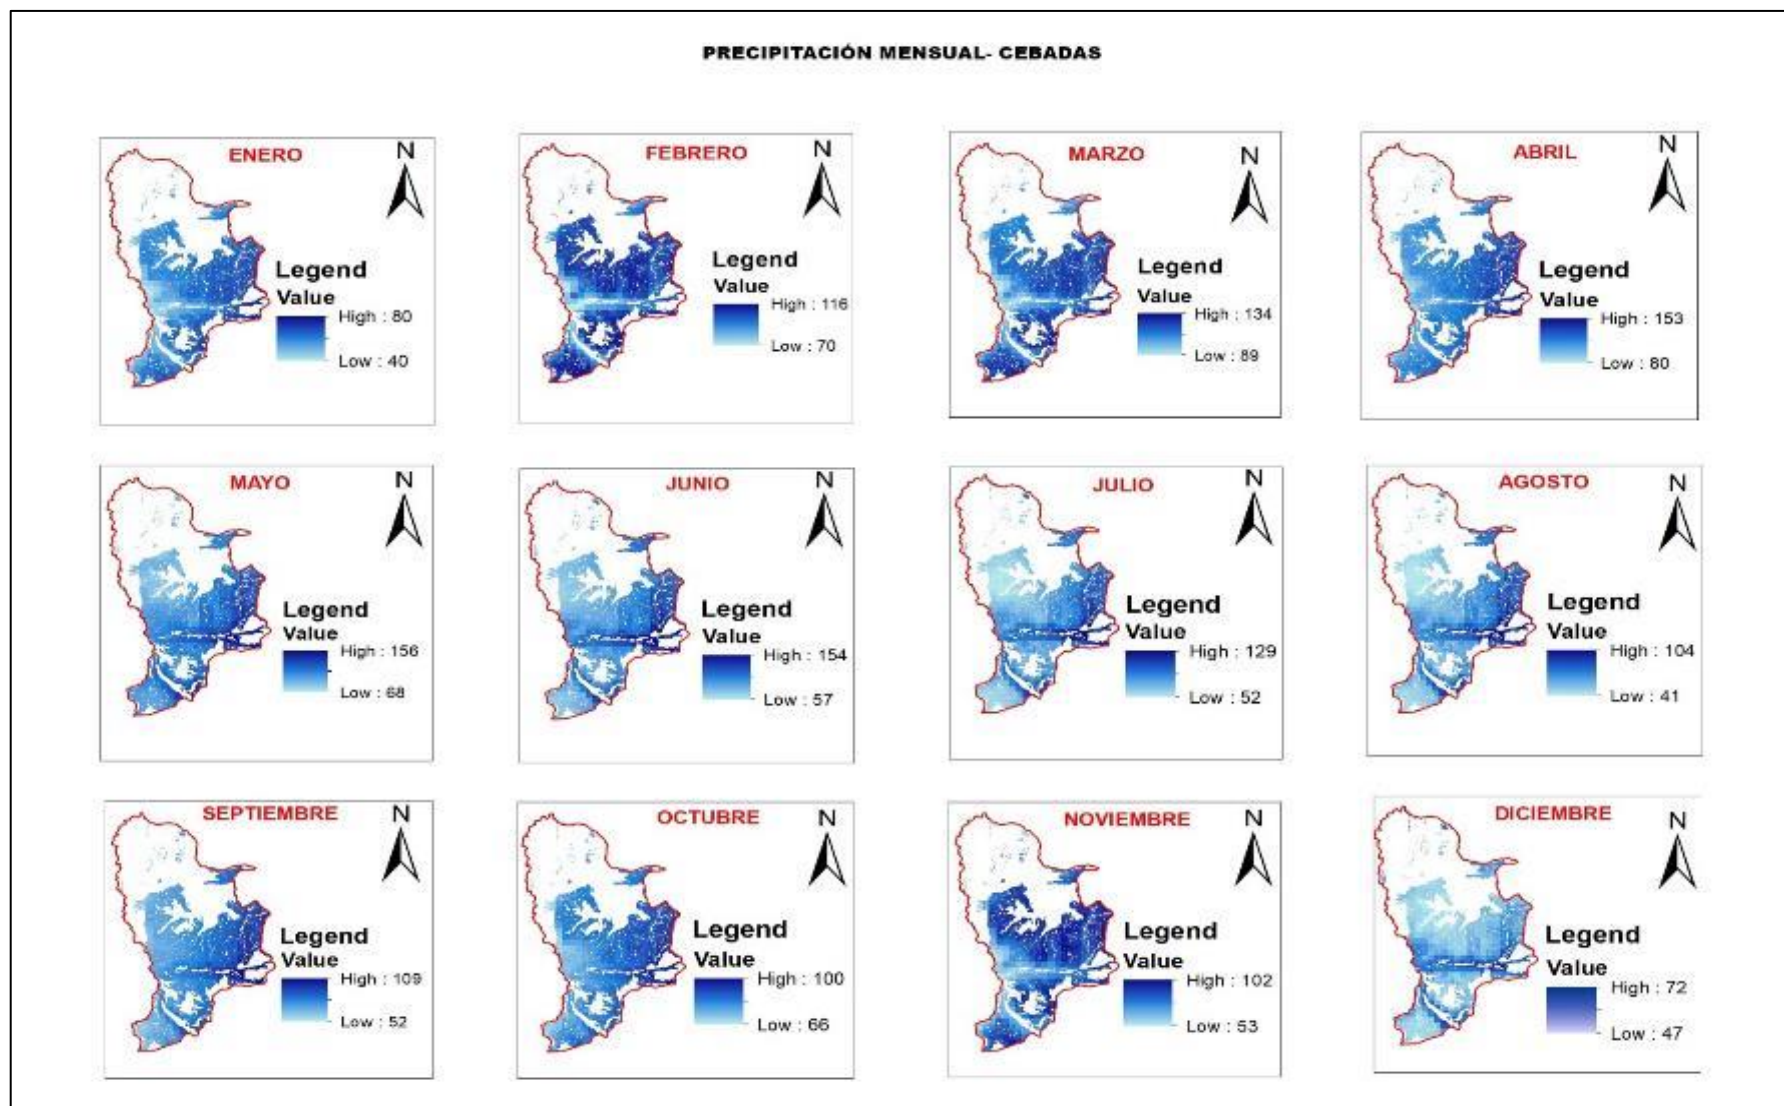 PRECIPITACIÓN MENSUAL- CEBADAS
ENERO
N
Legend
Value
High : 80
Low : 40
FEBRERO
N
Legend
Value
High : 116
Low : 70
MARZO
N
Legend
Value
High : 134
Low : 89
ABRIL
N
Legend
Value
High : 153
Low : 80
MAYO
N
Legend
Value
High : 156
Low : 68
JUNIO
N
Legend
Value
High : 154
Low : 57
JULIO
N
Legend
Value
High : 129
Low : 52
AGOSTO
N
Legend
Value
High : 104
Low : 41
SEPTIEMBRE
N
Legend
Value
High : 109
Low : 52
OCTUBRE
N
Legend
Value
High : 100
Low : 66
NOVIEMBRE
N
Legend
Value
High : 102
Low : 53
DICIEMBRE
N
Legend
Value
High : 72
Low : 47